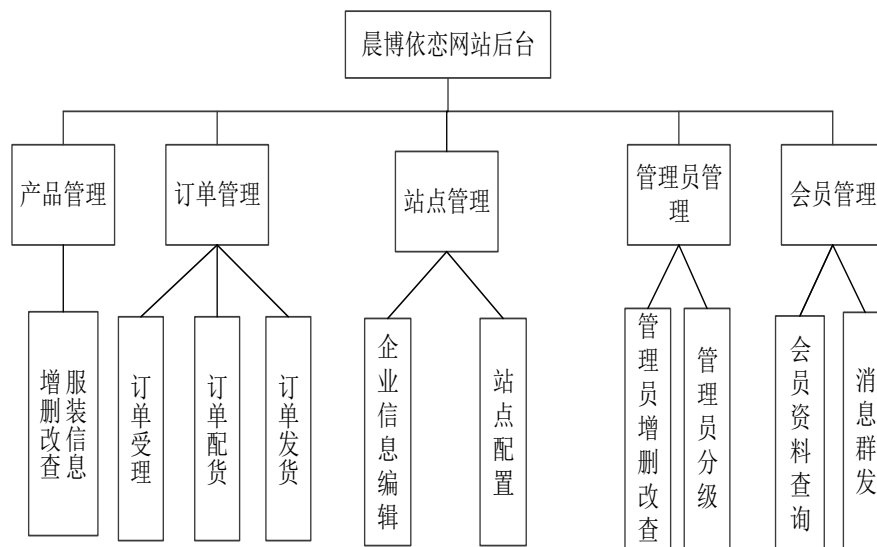 晨博依恋网站后台
产品管理
订单管理
站点管理
管理员管
理
会员管理
服装信息
增删改查
订单受理
订单配货
订单发货
企业信息编辑
站点配置
管理员增删改查
管理员分级
会员资料查询
消息群发